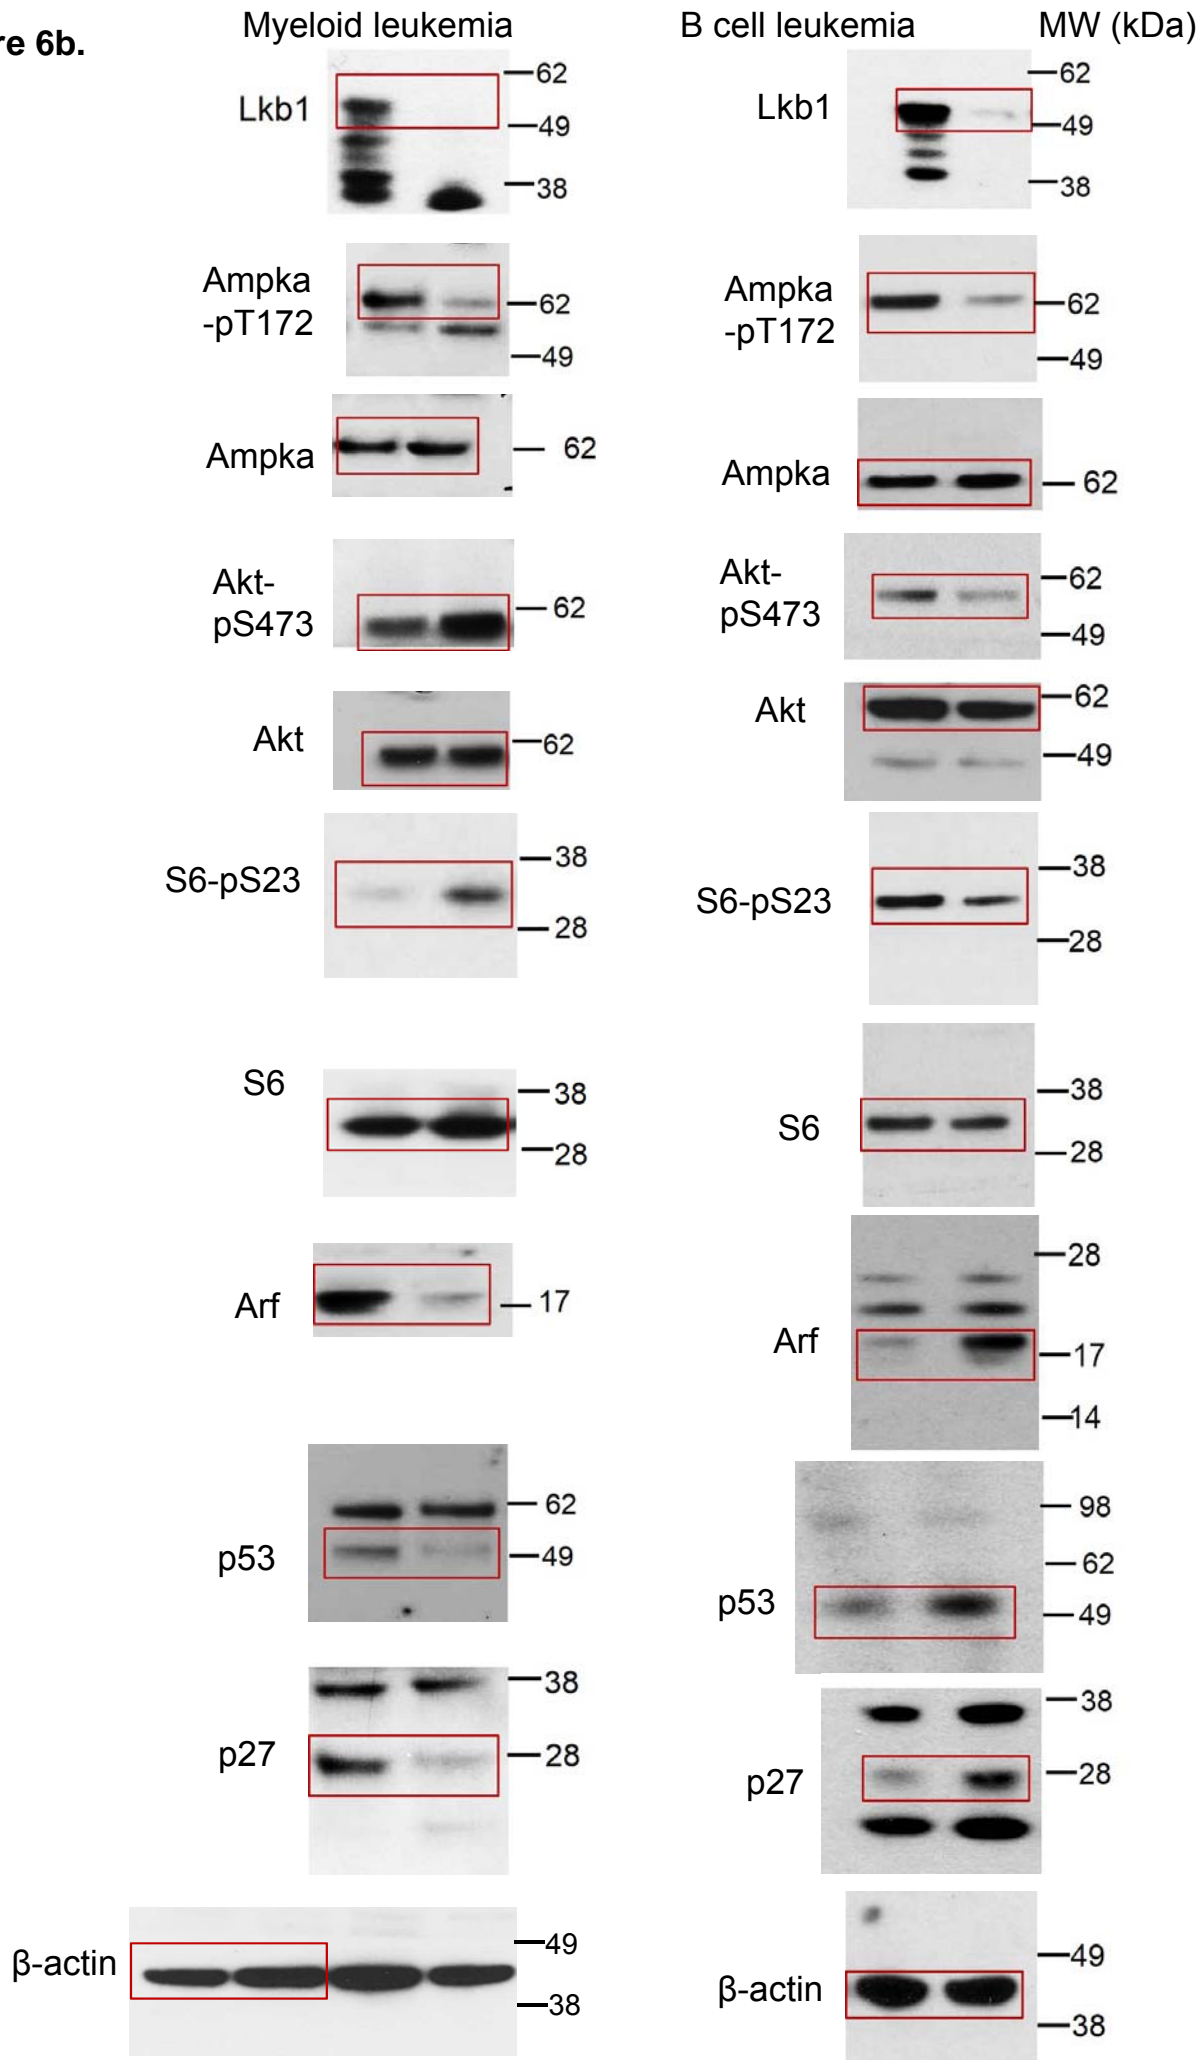 re 6b.
Myeloid leukemia
B cell leukemia
MW (kDa)
Lkb1
62
49
38
Lkb1
62
49
38
Ampka
-pT172
62
49
Ampka
-pT172
62
49
Ampka
62
Ampka
62
Akt-
pS473
62
Akt-
pS473
62
49
Akt
62
Akt
62
49
S6-pS23
38
28
S6-pS23
38
28
S6
38
28
S6
38
28
Arf
17
Arf
28
17
14
p53
62
49
p53
98
62
49
p27
38
28
p27
38
28
β-actin
49
38
β-actin
49
38